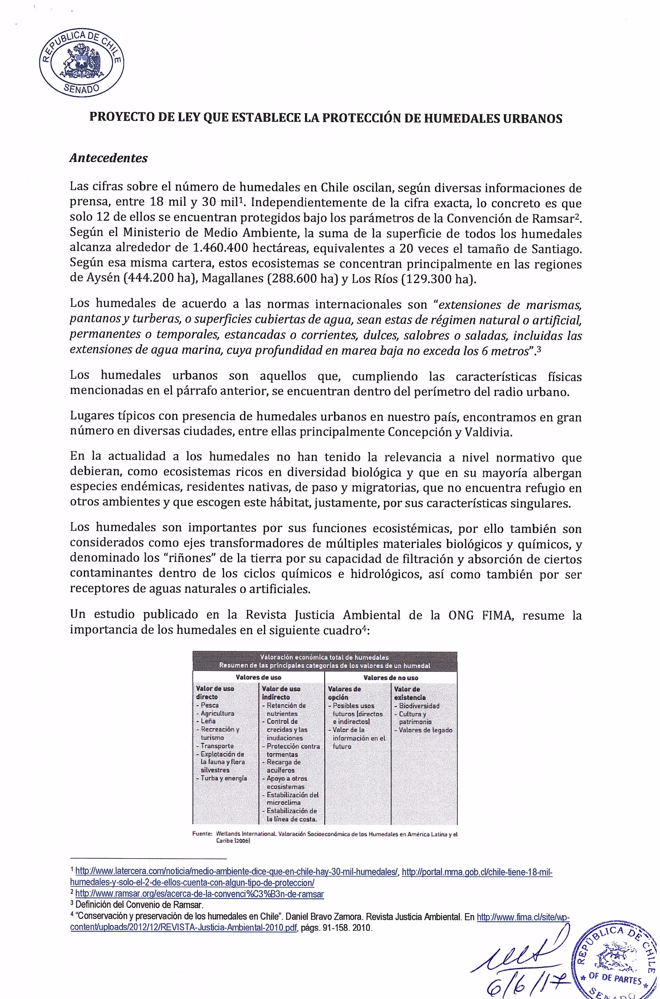 REPUBLICA DE CHILE
SENADO
PROYECTO DE LEY QUE ESTABLECE LA PROTECCIÓN DE HUMEDALES URBANOS
Antecedentes
Las cifras sobre el número de humedales en Chile oscilan, según diversas informaciones de
prensa, entre 18 mil y 30 mil¹. Independientemente de la cifra exacta, lo concreto es que
solo 12 de ellos se encuentran protegidos bajo los parámetros de la Convención de Ramsar².
Según el Ministerio de Medio Ambiente, la suma de la superficie de todos los humedales
alcanza alrededor de 1.460.400 hectáreas, equivalentes a 20 veces el tamaño de Santiago.
Según esa misma cartera, estos ecosistemas se concentran principalmente en las regiones
de Aysén (444.200 ha), Magallanes (288.600 ha) y Los Ríos (129.300 ha).
Los humedales de acuerdo a las normas internacionales son “extensiones de marismas,
pantanos y turberas, o superficies cubiertas de agua, sean estas de régimen natural o artificial,
permanentes o temporales, estancadas o corrientes, dulces, salobres o saladas, incluidas las
extensiones de agua marina, cuya profundidad en marea baja no exceda los 6 metros”.³
Los humedales urbanos son aquellos que, cumpliendo las características físicas
mencionadas en el párrafo anterior, se encuentran dentro del perímetro del radio urbano.
Lugares típicos con presencia de humedales urbanos en nuestro país, encontramos en gran
número en diversas ciudades, entre ellas principalmente Concepción y Valdivia.
En la actualidad a los humedales no han tenido la relevancia a nivel normativo que
debieran, como ecosistemas ricos en diversidad biológica y que en su mayoría albergan
especies endémicas, residentes nativas, de paso y migratorias, que no encuentra refugio en
otros ambientes y que escogen este hábitat, justamente, por sus características singulares.
Los humedales son importantes por sus funciones ecosistémicas, por ello también son
considerados como ejes transformadores de múltiples materiales biológicos y químicos, y
denominado los “riñones” de la tierra por su capacidad de filtración y absorción de ciertos
contaminantes dentro de los ciclos químicos e hidrológicos, así como también por ser
receptores de aguas naturales o artificiales.
Un estudio publicado en la Revista Justicia Ambiental de la ONG FIMA, resume la
importancia de los humedales en el siguiente cuadro⁴:
Valoración económica total de humedales
Resumen de las principales categorías de los valores de un humedal
Valores de uso
Valores de no uso
Valor de uso
directo
- Pesca
- Agricultura
- Leña
- Recreación y
turismo
- Transporte
- Explotación de
la fauna y flora
silvestres
- Turba y energía
Valor de uso
indirecto
- Retención de
nutrientes
- Control de
crecidas y las
inudaciones
- Protección contra
tormentas
- Recarga de
acuíferos
- Apoyo a otros
ecosistemas
- Estabilización del
microclima
- Estabilización de
la línea de costa.
Valores de
opción
- Posibles usos
futuros (directos
e indirectos)
- Valor de la
información en el
futuro
Valor de
existencia
- Biodiversidad
- Cultura y
patrimonio
- Valores de legado
Fuente: Wetlands International. Valoración Socioeconómica de los Humedales en América Latina y el
Caribe (2006)
¹ http://www.latercera.com/noticia/medio-ambiente-dice-que-en-chile-hay-30-mil-humedales/, http://portal.mma.gob.cl/chile-tiene-18-mil-
humedales-y-solo-el-2-de-ellos-cuenta-con-algun-tipo-de-proteccion/
² http://www.ramsar.org/es/acerca-de-la-convenci%C3%B3n-de-ramsar
³ Definición del Convenio de Ramsar.
⁴ “Conservación y preservación de los humedales en Chile”. Daniel Bravo Zamora. Revista Justicia Ambiental. En http://www.fima.cl/site/wp-
content/uploads/2012/12/REVISTA-Justicia-Ambiental-2010.pdf, págs. 91-158. 2010.
6/6/17
REPÚBLICA DE CHILE
★ OF DE PARTES ★
SENADO